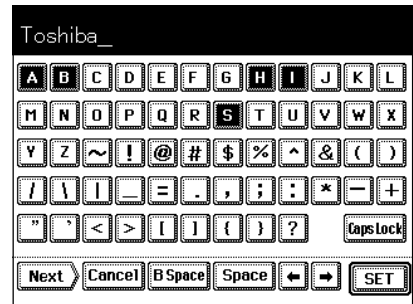 Toshiba_
A B C D E F G H I J K L
M N O P Q R S T U V W X
Y Z ~ ! @ # $ % ^ & ( )
/ \ | _ = . , ; : * − +
" ' < > [ ] { } ? Caps Lock
Next Cancel B Space Space ← → SET